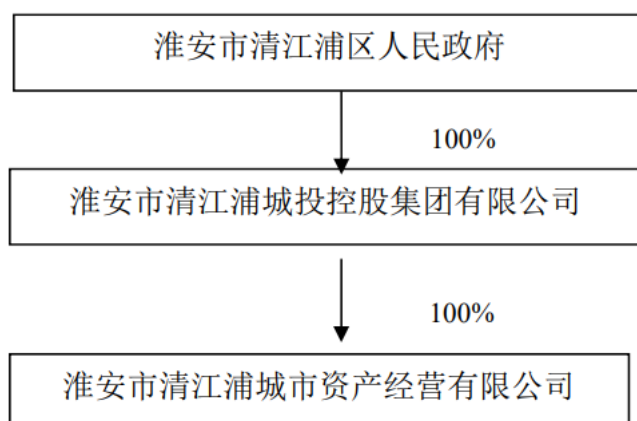 淮安市清江浦区人民政府
100%
淮安市清江浦城投控股集团有限公司
100%
淮安市清江浦城市资产经营有限公司